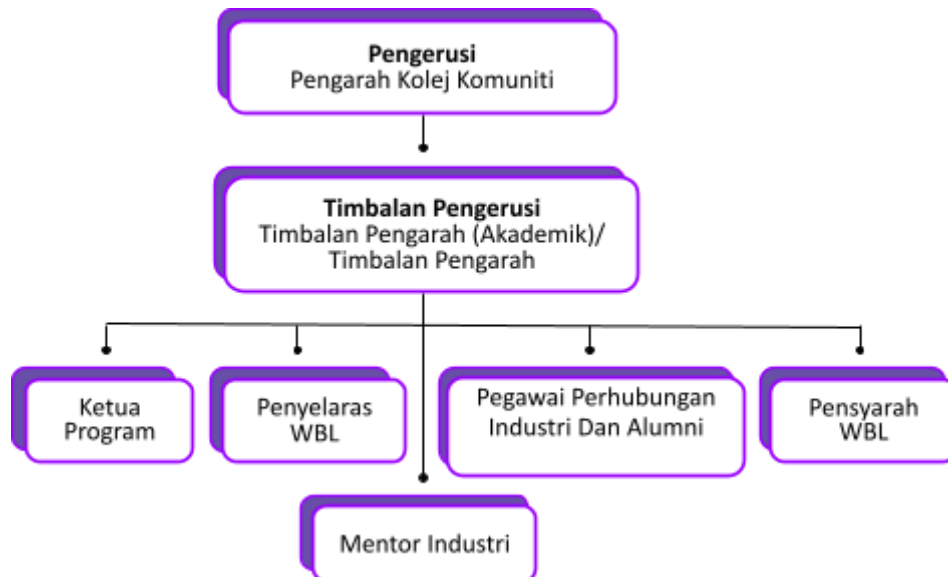 Pengerusi
Pengarah Kolej Komuniti
Timbalan Pengerusi
Timbalan Pengarah (Akademik)/
Timbalan Pengarah
Ketua
Program
Penyelaras
WBL
Pegawai Perhubungan
Industri Dan Alumni
Pensyarah
WBL
Mentor Industri